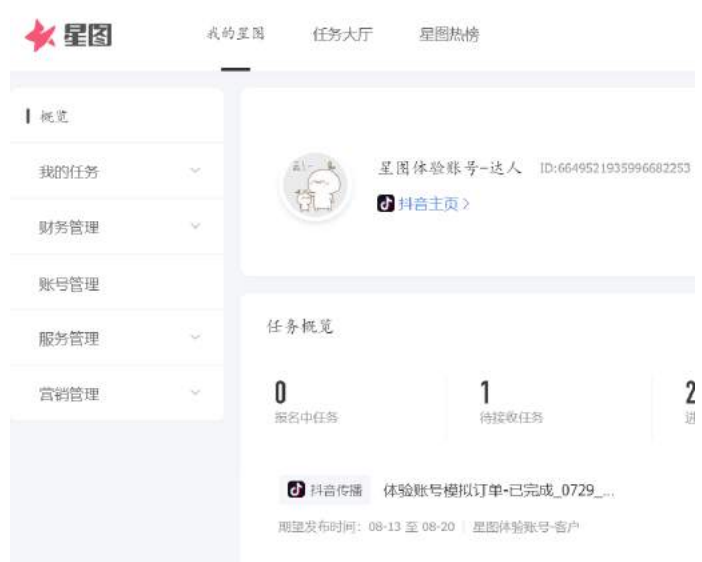 星图
我的星图 任务大厅 星图热榜
概览
我的任务
财务管理
账号管理
服务管理
营销管理
星图体验账号-达人 ID:6649521935996682253
抖音主页>
任务概览
0 1 2
报名中任务 待接收任务 进
抖音传播 体验账号模拟订单-已完成_0729_...
期望发布时间：08-13 至 08-20 | 星图体验账号-客户